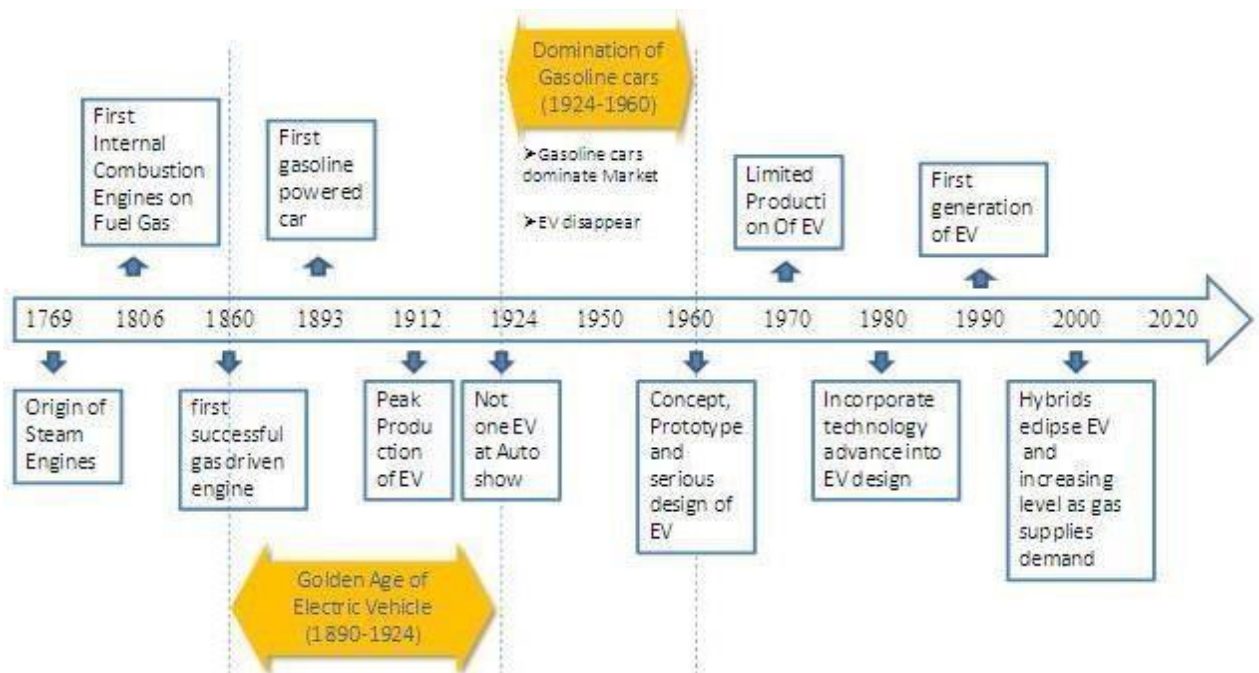 Domination of
Gasoline cars
(1924-1960)
First
Internal
Combustion
Engines on
Fuel Gas
First
gasoline
powered
car
➤Gasoline cars
dominate Market
➤EV disappear
Limited
Producti
on Of EV
First
generation
of EV
1769 1806 1860 1893 1912 1924 1950 1960 1970 1980 1990 2000 2020
Origin of
Steam
Engines
first
successful
gas driven
engine
Peak
Produ
ction
of EV
Not
one EV
at Auto
show
Concept,
Prototype
and
serious
design of
EV
Incorporate
technology
advance into
EV design
Hybrids
eclipse EV
and
increasing
level as gas
supplies
demand
Golden Age of
Electric Vehicle
(1890-1924)